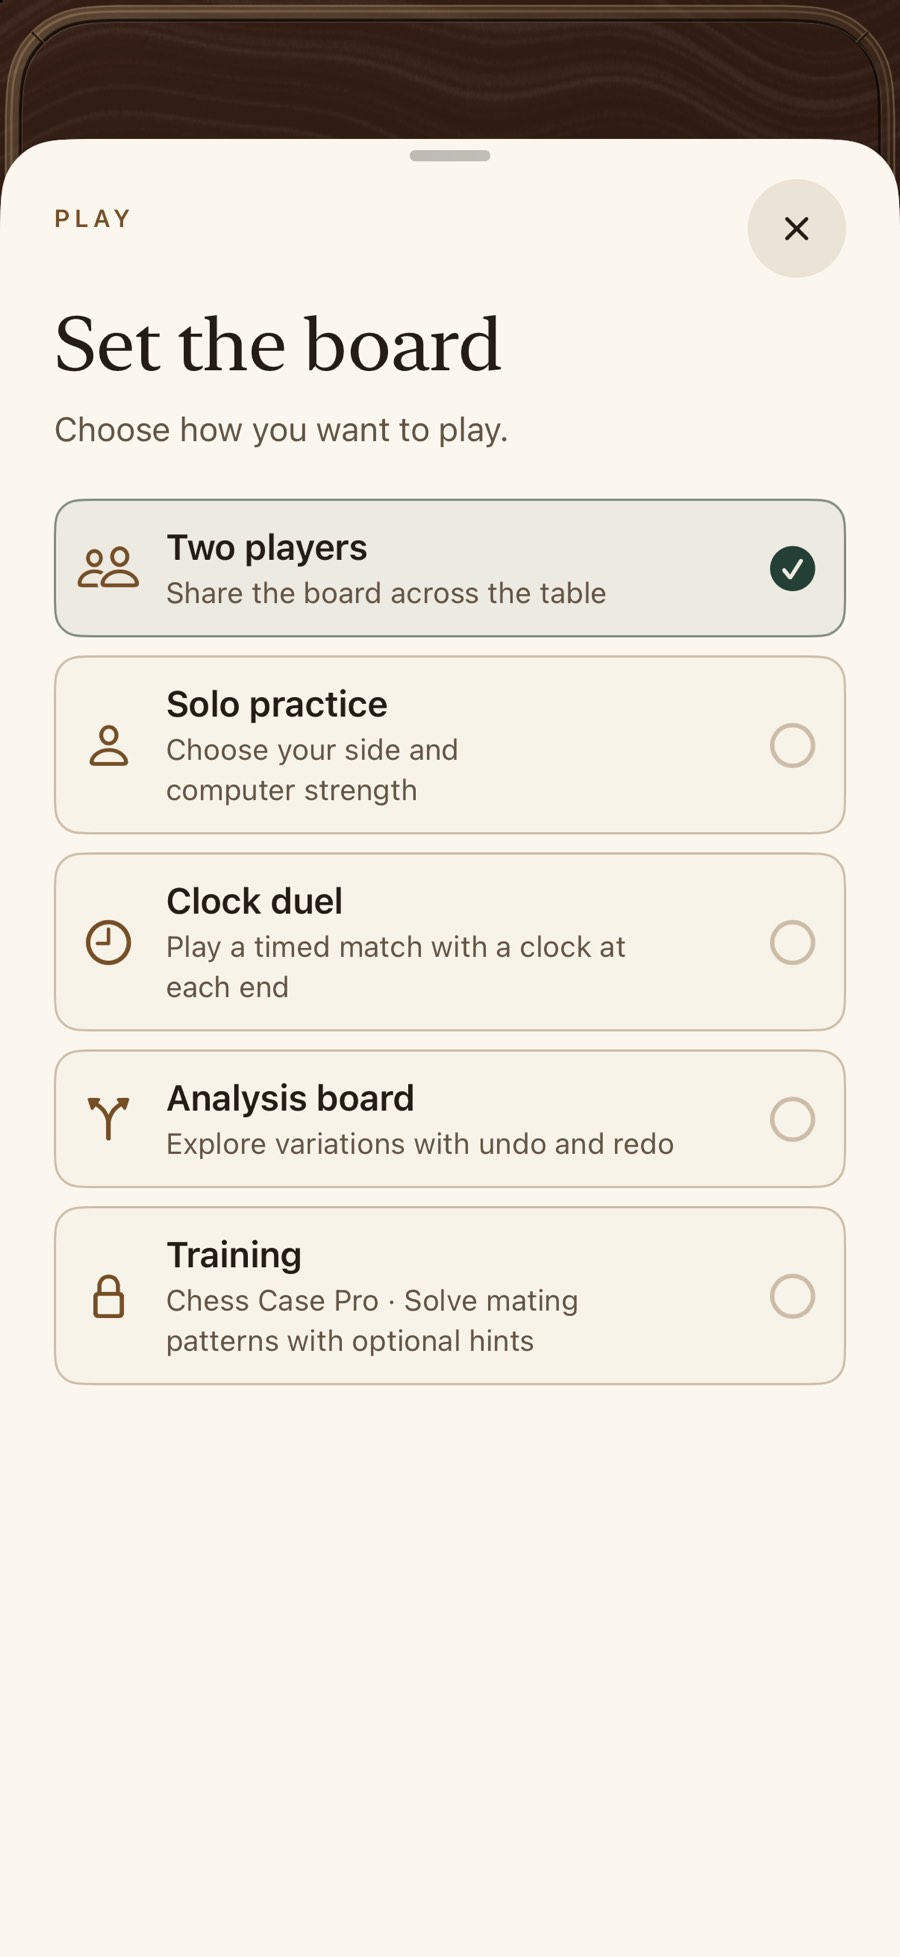 PLAY
Set the board
Choose how you want to play.
Two players
Share the board across the table
Solo practice
Choose your side and
computer strength
Clock duel
Play a timed match with a clock at
each end
Analysis board
Explore variations with undo and redo
Training
Chess Case Pro · Solve mating
patterns with optional hints